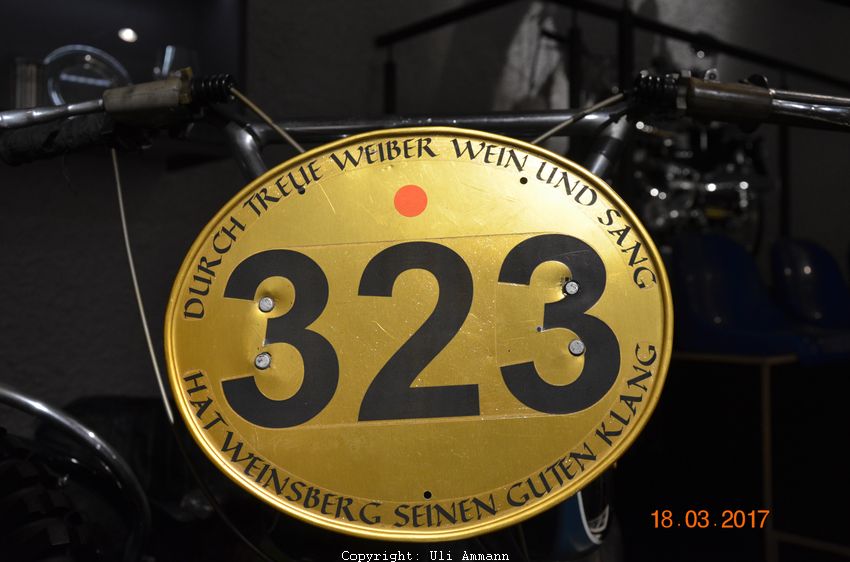 DURCH TREUE WEIBER WEIN UND SANG
323
HAT WEINSBERG SEINEN GUTEN KLANG
18.03.2017
Copyright: Uli Ammann